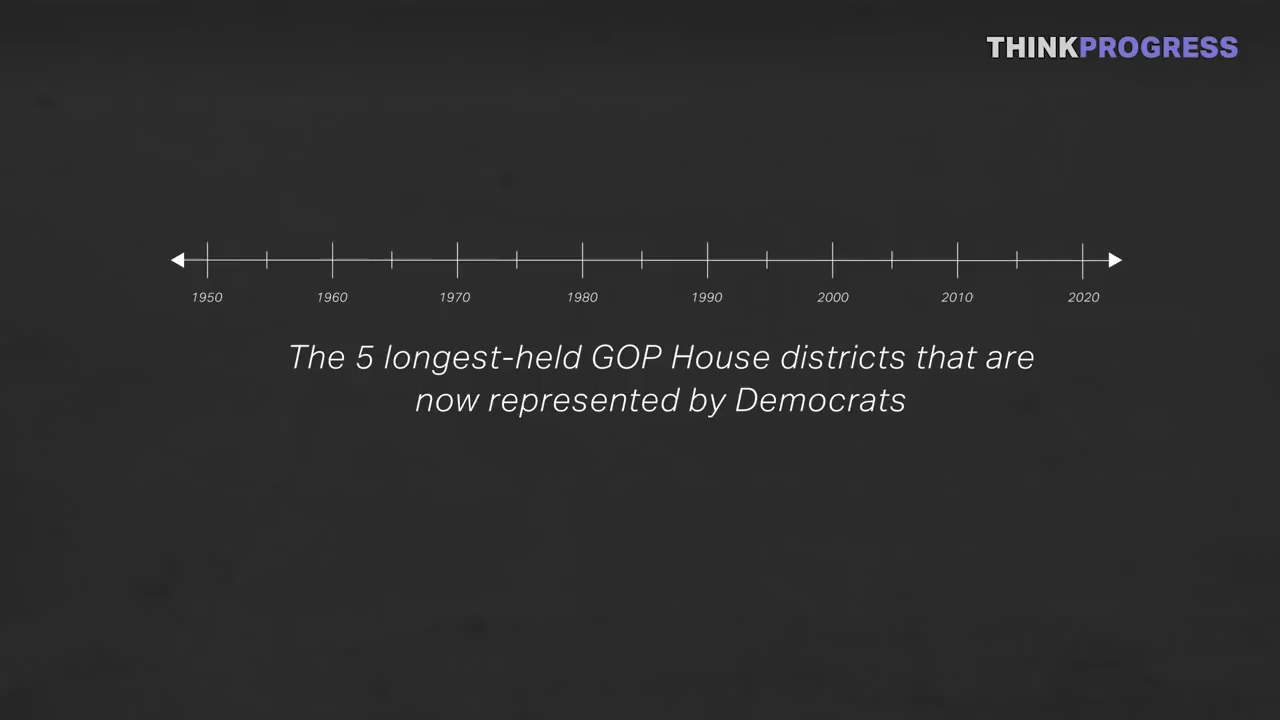 THINKPROGRESS
1950 1960 1970 1980 1990 2000 2010 2020
The 5 longest-held GOP House districts that are
now represented by Democrats